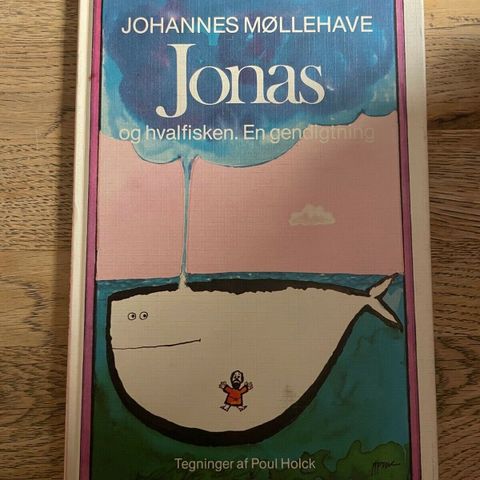 JOHANNES MØLLEHAVE
Jonas
og hvalfisken. En gendigtning
Tegninger af Poul Holck